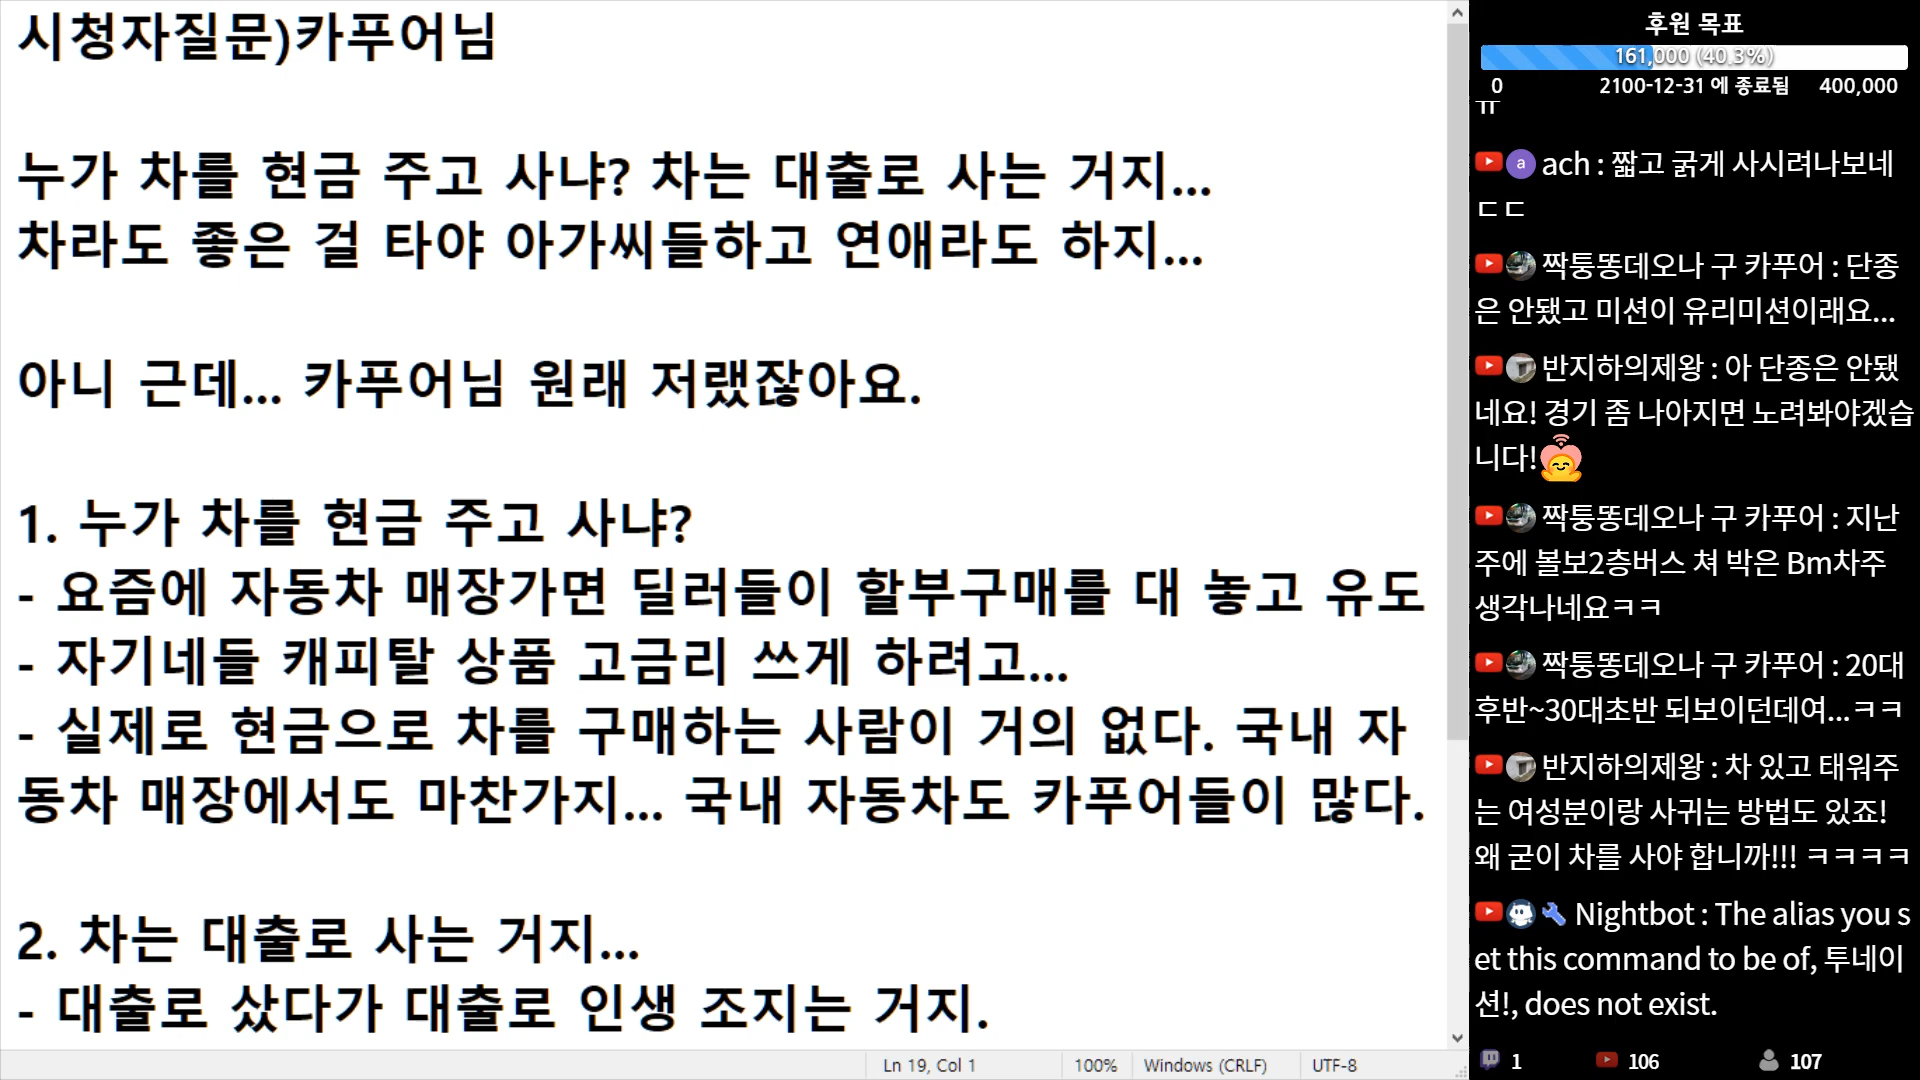 시청자질문)카푸어님
누가 차를 현금 주고 사냐? 차는 대출로 사는 거지...
차라도 좋은 걸 타야 아가씨들하고 연애라도 하지...
아니 근데... 카푸어님 원래 저랬잖아요.
1. 누가 차를 현금 주고 사냐?
- 요즘에 자동차 매장가면 딜러들이 할부구매를 대 놓고 유도
- 자기네들 캐피탈 상품 고금리 쓰게 하려고...
- 실제로 현금으로 차를 구매하는 사람이 거의 없다. 국내 자
동차 매장에서도 마찬가지... 국내 자동차도 카푸어들이 많다.
2. 차는 대출로 사는 거지...
- 대출로 샀다가 대출로 인생 조지는 거지.
Ln 19, Col 1
100%
Windows (CRLF)
UTF-8
후원 목표
161,000 (40.3%)
0
2100-12-31 에 종료됨
400,000
ㅠ
a ach : 짧고 굵게 사시려나보네
ㄷㄷ
짝퉁똥데오나 구 카푸어 : 단종
은 안됐고 미션이 유리미션이래요...
반지하의제왕 : 아 단종은 안됐
네요! 경기 좀 나아지면 노려봐야겠습
니다!
짝퉁똥데오나 구 카푸어 : 지난
주에 볼보2층버스 쳐 박은 Bm차주
생각나네요ㅋㅋ
짝퉁똥데오나 구 카푸어 : 20대
후반~30대초반 되보이던데여...ㅋㅋ
반지하의제왕 : 차 있고 태워주
는 여성분이랑 사귀는 방법도 있죠!
왜 굳이 차를 사야 합니까!!! ㅋㅋㅋㅋ
Nightbot : The alias you s
et this command to be of, 투네이
션!, does not exist.
1
106
107